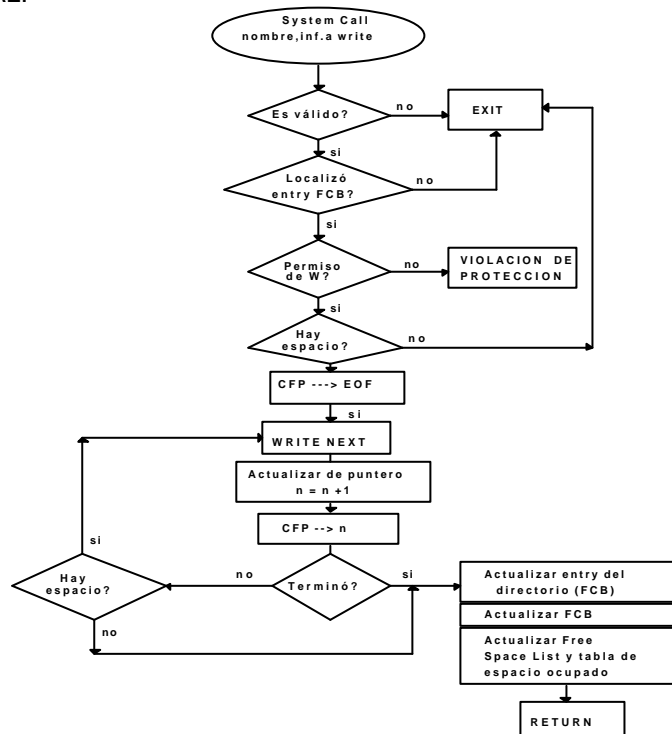 System Call
nombre,inf.a write
Es válido?
no
EXIT
si
Localizó
entry FCB?
no
si
Permiso
de W?
no
VIOLACION DE
PROTECCION
si
Hay
espacio?
no
CFP ---> EOF
si
WRITE NEXT
Actualizar de puntero
n = n +1
CFP --> n
si
Hay
espacio?
no
Terminó?
si
no
Actualizar entry del
directorio (FCB)
Actualizar FCB
Actualizar Free
Space List y tabla de
espacio ocupado
RETURN